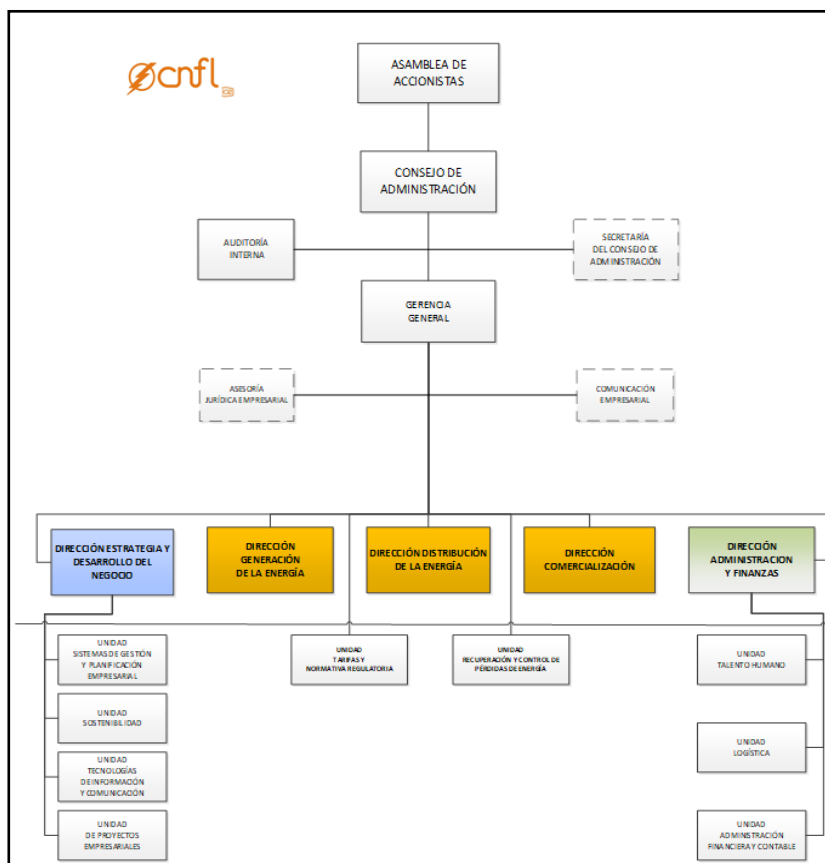 cnfl
ASAMBLEA DE
ACCIONISTAS
CONSEJO DE
ADMINISTRACIÓN
AUDITORÍA
INTERNA
SECRETARÍA
DEL CONSEJO DE
ADMINISTRACIÓN
GERENCIA
GENERAL
ASESORÍA
JURÍDICA EMPRESARIAL
COMUNICACIÓN
EMPRESARIAL
DIRECCIÓN ESTRATEGIA Y
DESARROLLO DEL
NEGOCIO
DIRECCIÓN
GENERACIÓN
DE LA ENERGÍA
DIRECCIÓN DISTRIBUCIÓN
DE LA ENERGÍA
DIRECCIÓN
COMERCIALIZACIÓN
DIRECCIÓN
ADMINISTRACION
Y FINANZAS
UNIDAD
SISTEMAS DE GESTIÓN
Y PLANIFICACIÓN
EMPRESARIAL
UNIDAD
TARIFAS Y
NORMATIVA REGULATORIA
UNIDAD
RECUPERACIÓN Y CONTROL DE
PÉRDIDAS DE ENERGÍA
UNIDAD
TALENTO HUMANO
UNIDAD
SOSTENIBILIDAD
UNIDAD
LOGÍSTICA
UNIDAD
TECNOLOGÍAS
DE INFORMACIÓN
Y COMUNICACIÓN
UNIDAD
DE PROYECTOS
EMPRESARIALES
UNIDAD
ADMINISTRACIÓN
FINANCIERA Y CONTABLE